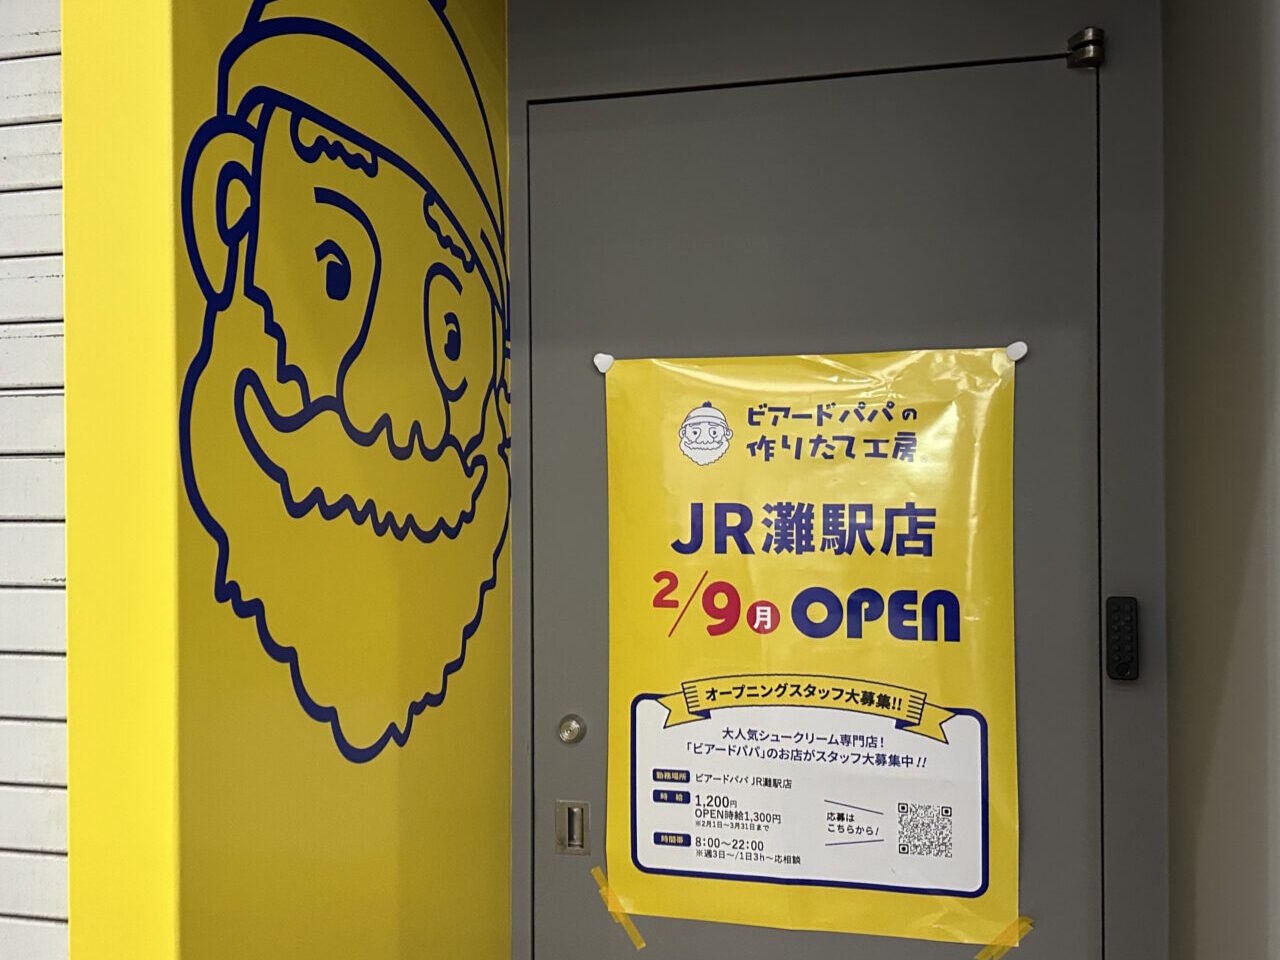 ビアードパパの
作りたて工房
JR灘駅店
2/9月 OPEN
オープニングスタッフ大募集!!
大人気シュークリーム専門店!
「ビアードパパ」のお店がスタッフ大募集中!!
勤務場所 ビアードパパ JR灘駅店
時 給 1,200円
OPEN時給1,300円
※2月1日〜3月31日まで
時間帯 8:00〜22:00
※週3日〜/1日3h〜応相談
応募は
こちらから!